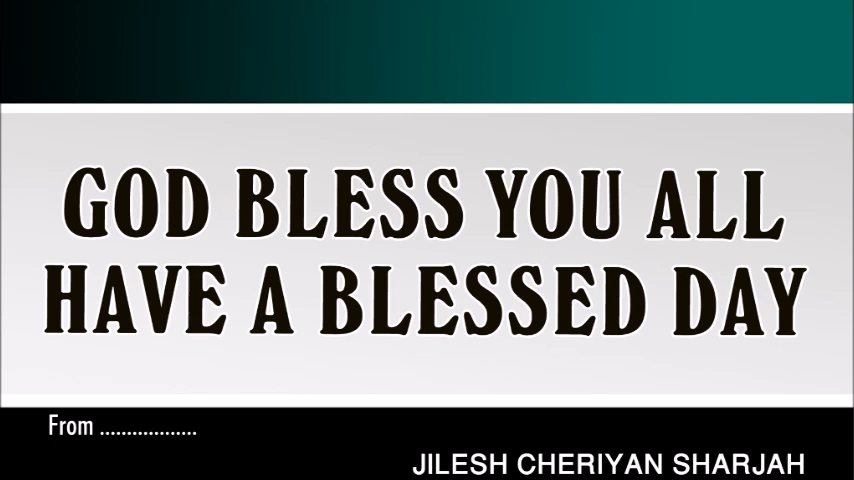 GOD BLESS YOU ALL
HAVE A BLESSED DAY
From ..................
JILESH CHERIYAN SHARJAH